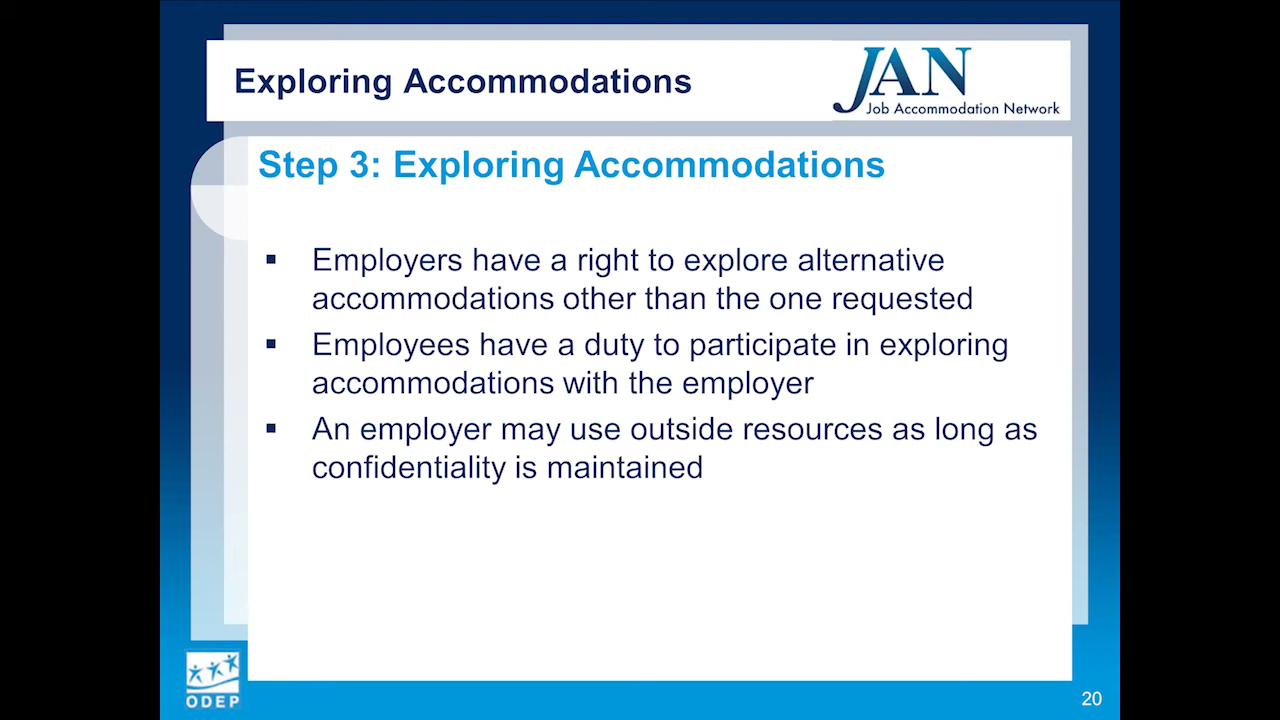 Exploring Accommodations
JAN
Job Accommodation Network
Step 3: Exploring Accommodations
▪ Employers have a right to explore alternative
accommodations other than the one requested
▪ Employees have a duty to participate in exploring
accommodations with the employer
▪ An employer may use outside resources as long as
confidentiality is maintained
ODEP
20